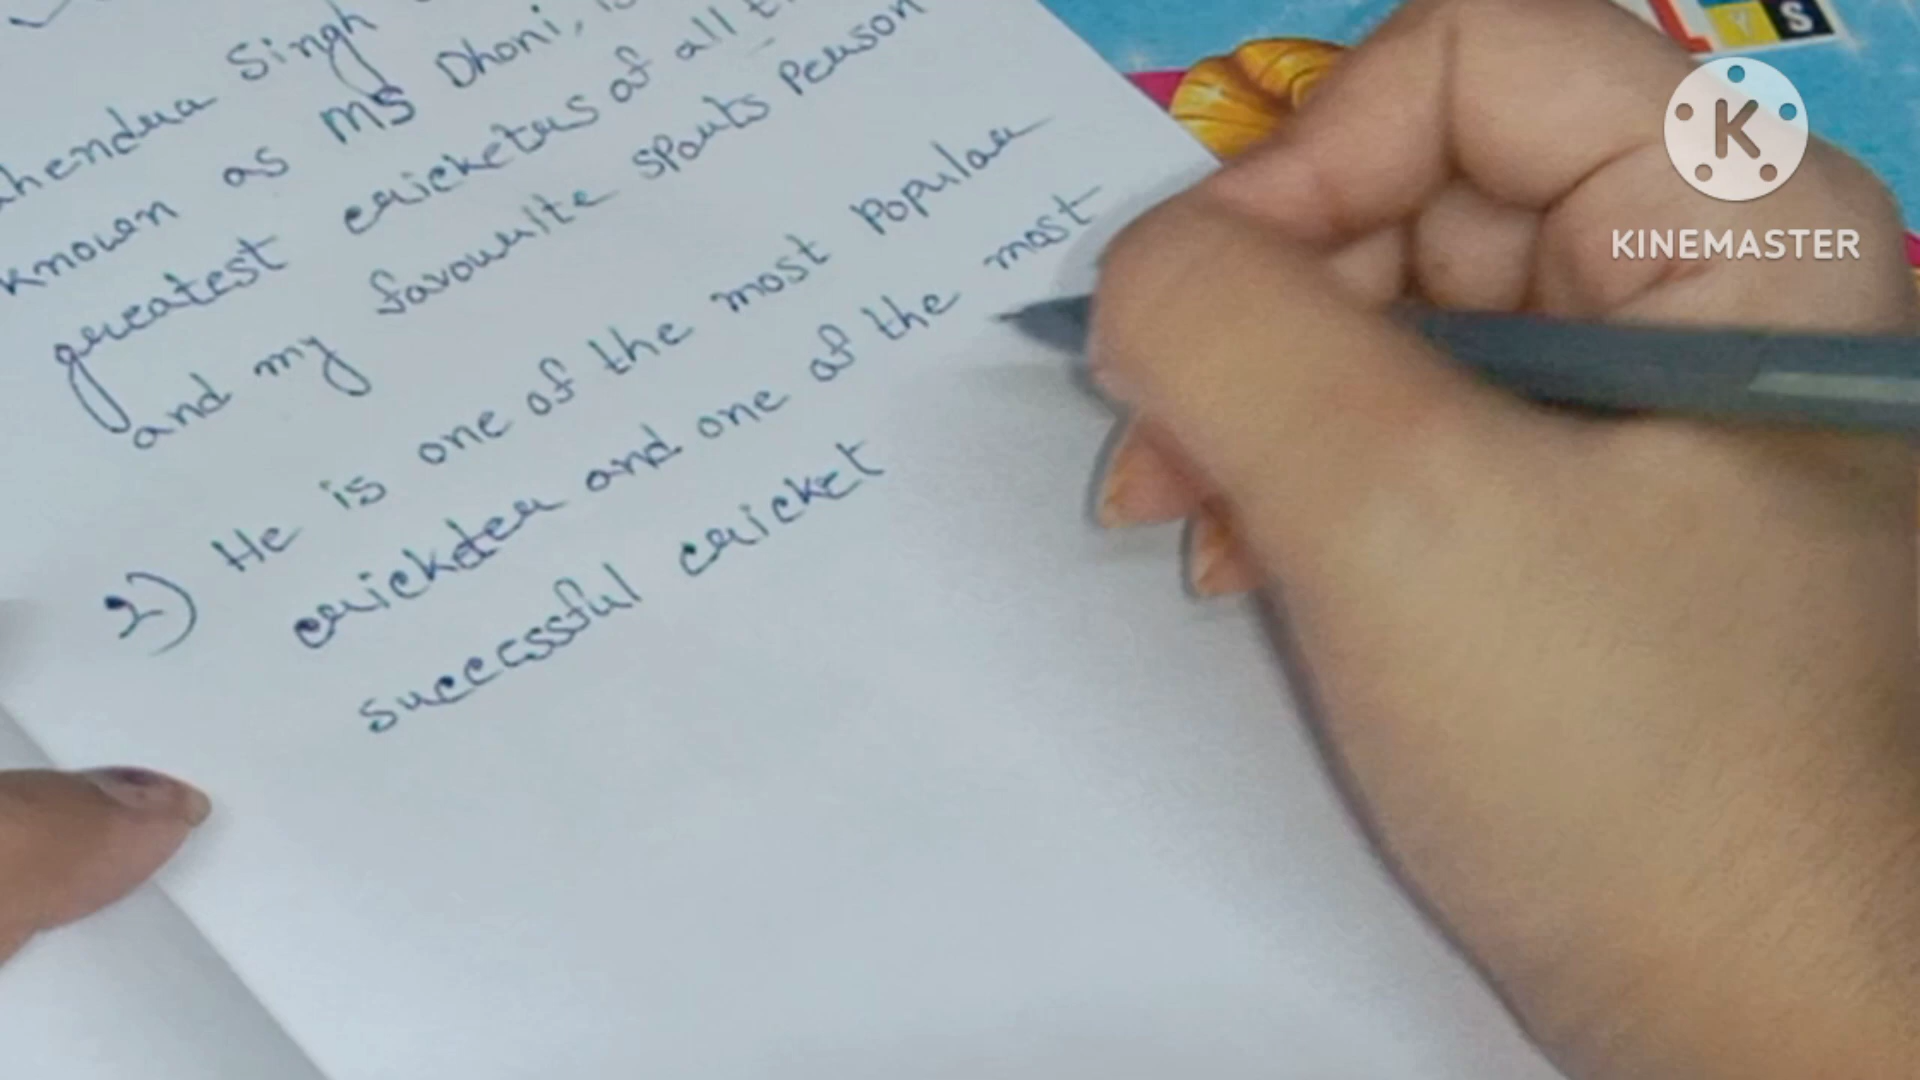 Singh
known as MS Dhoni,
greatest cricketers of all
and my favourite sports Person
2) He is one of the most Popular
cricketer and one of the most
successful cricket
YS
K
KINEMASTER